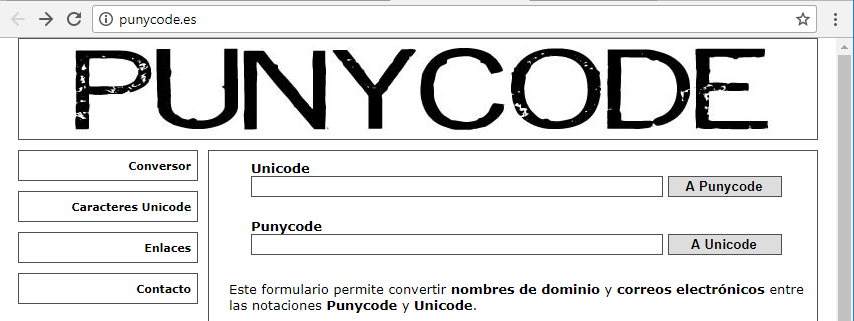 punycode.es
PUNYCODE
Conversor
Caracteres Unicode
Enlaces
Contacto
Unicode
A Punycode
Punycode
A Unicode
Este formulario permite convertir nombres de dominio y correos electrónicos entre
las notaciones Punycode y Unicode.